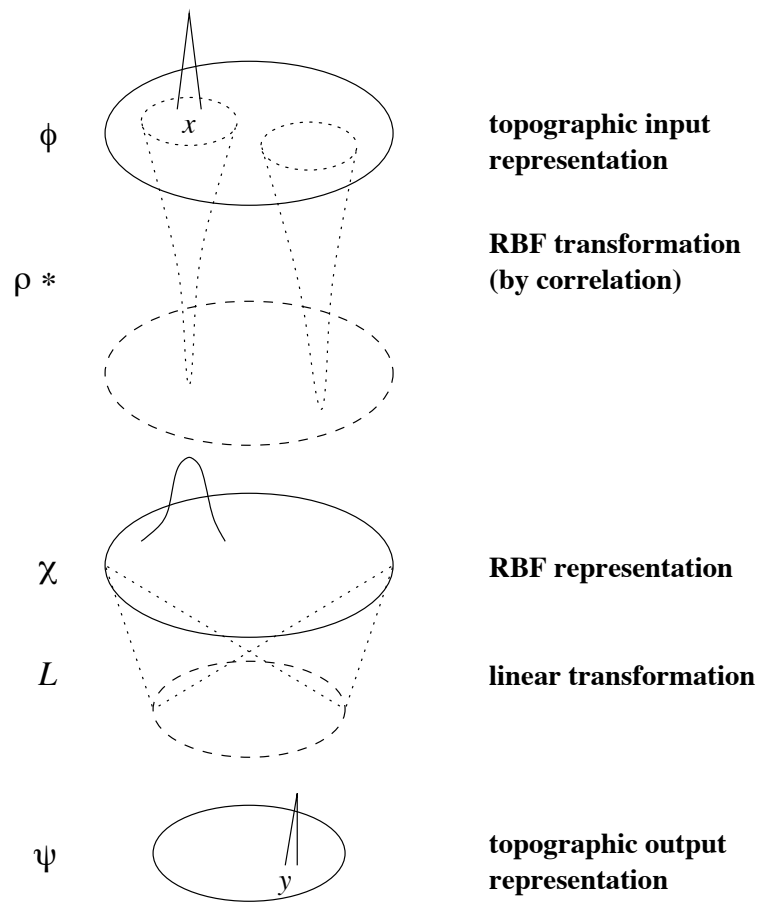 x
ϕ
topographic input
representation
RBF transformation
(by correlation)
ρ *
χ
RBF representation
L
linear transformation
ψ
topographic output
representation
y